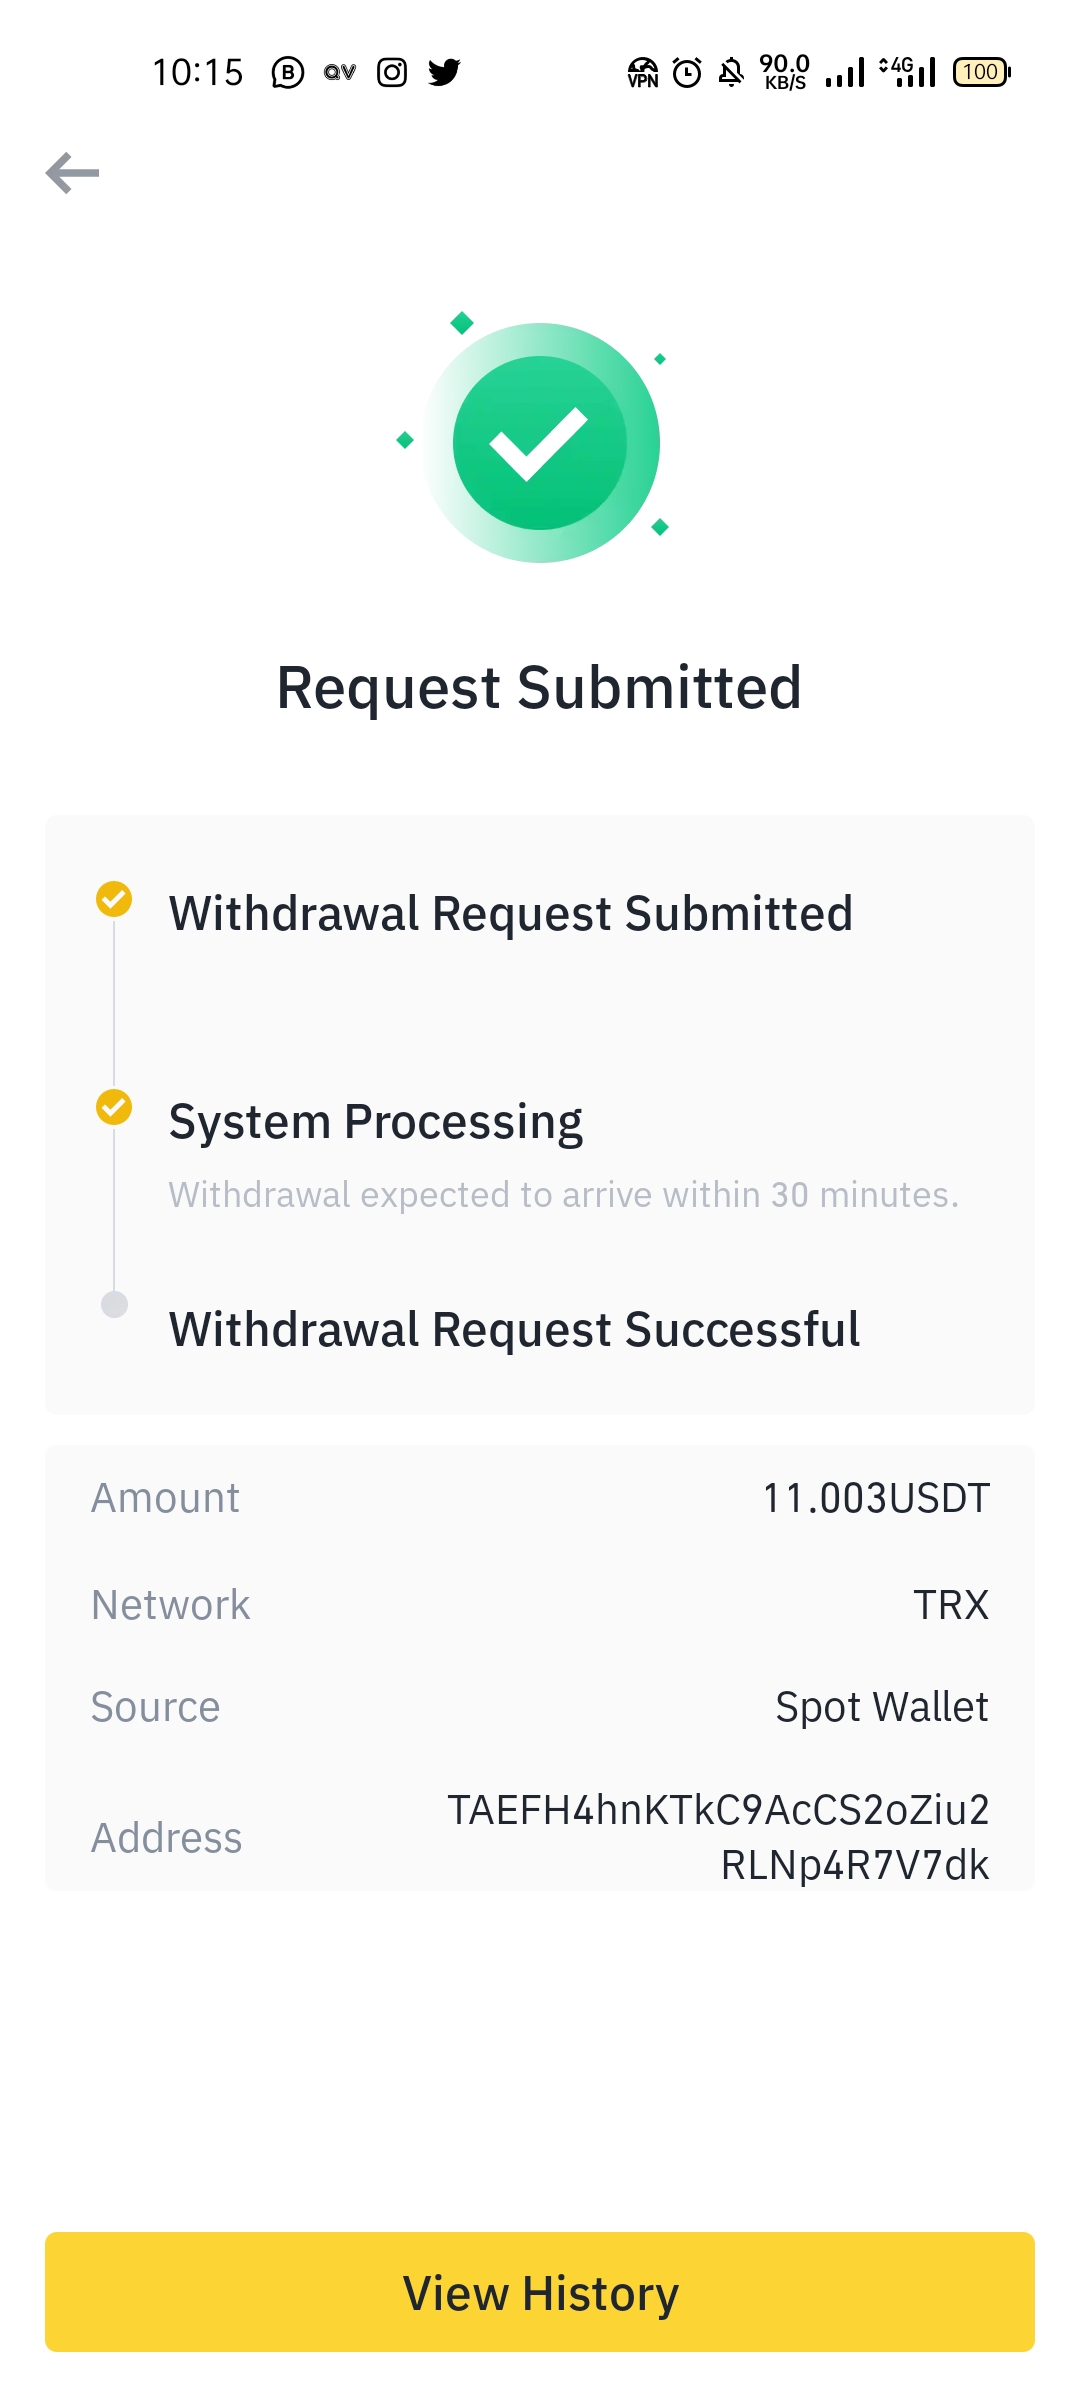 10:15 B QV VPN 90.0 KB/S 4G 100
Request Submitted
Withdrawal Request Submitted
System Processing
Withdrawal expected to arrive within 30 minutes.
Withdrawal Request Successful
Amount 11.003USDT
Network TRX
Source Spot Wallet
Address TAEFH4hnKTkC9AcCS2oZiu2
RLNp4R7V7dk
View History